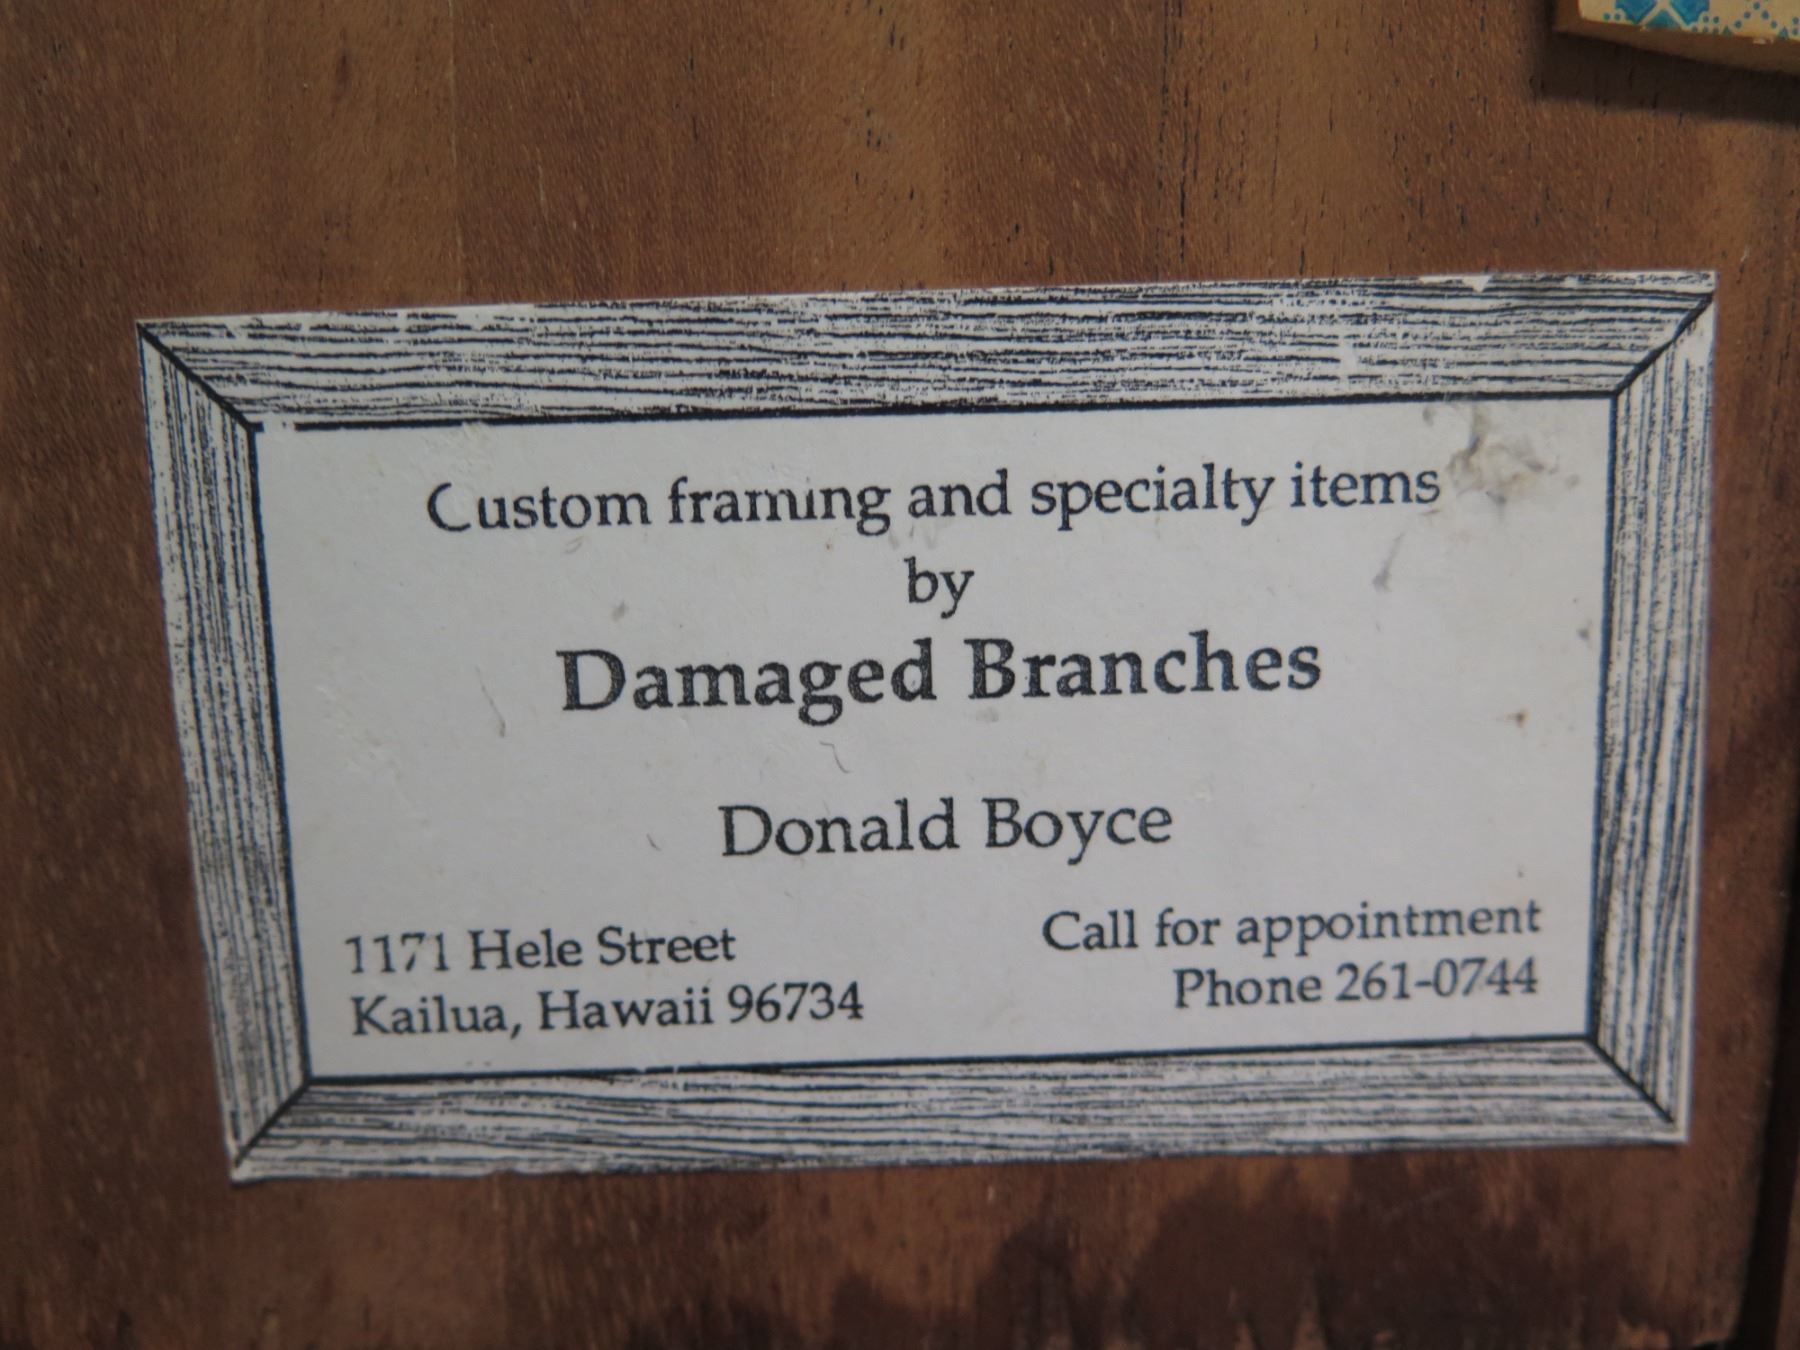 Custom framing and specialty items
by
Damaged Branches
Donald Boyce
1171 Hele Street
Kailua, Hawaii 96734
Call for appointment
Phone 261-0744